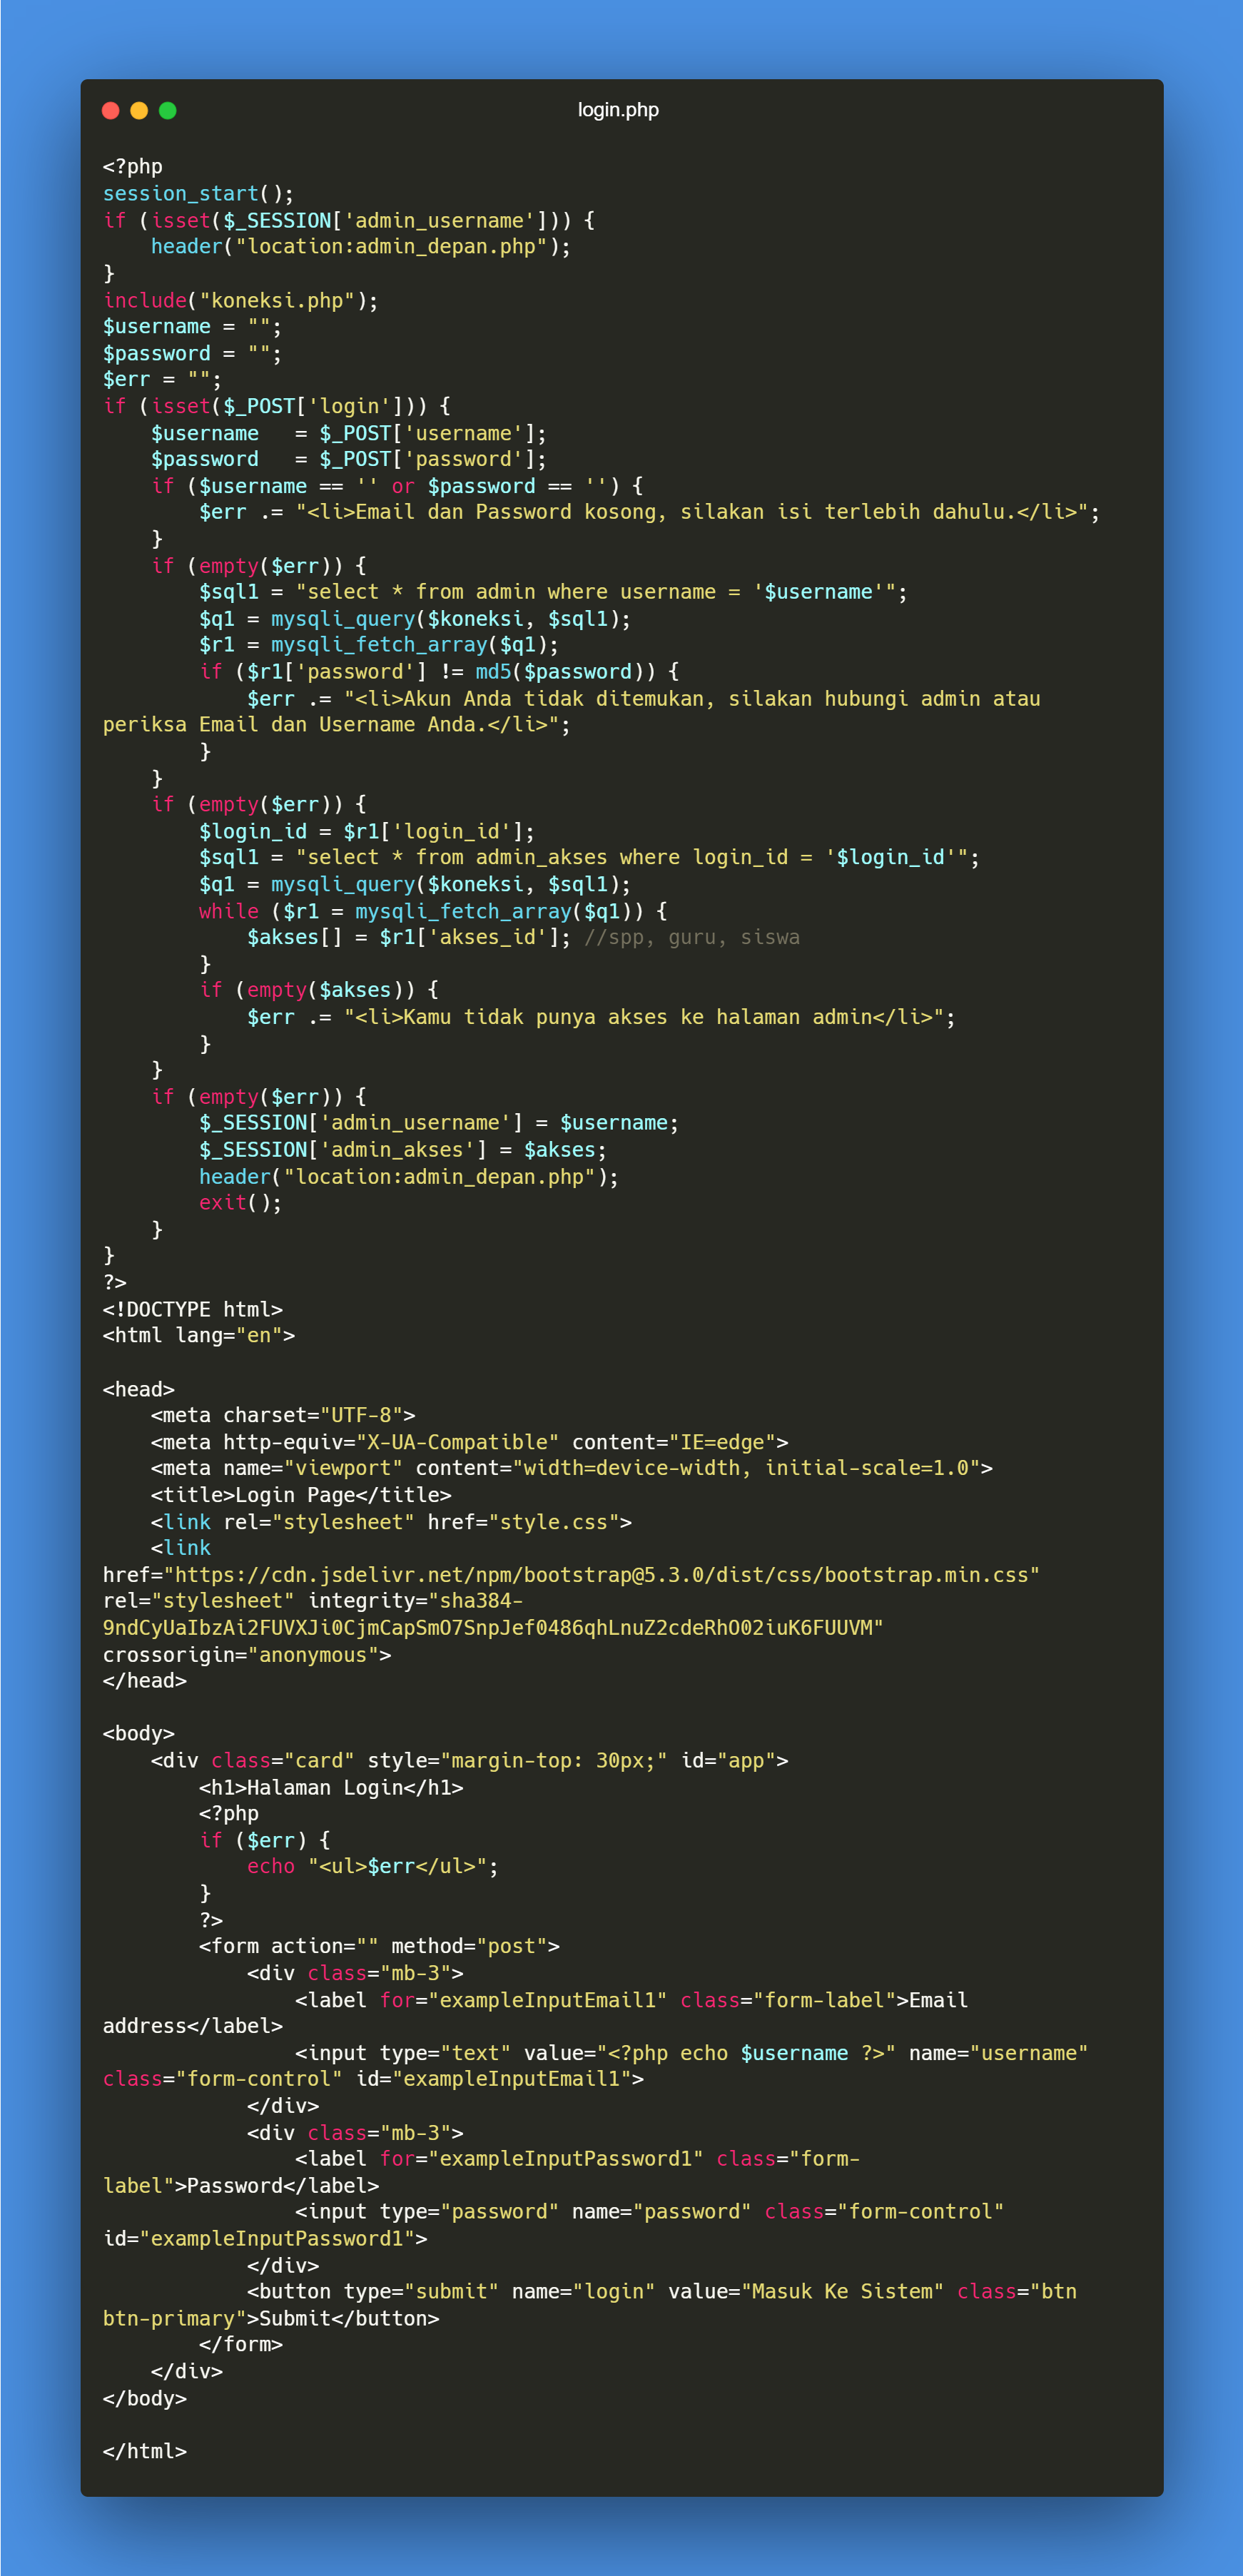 login.php
<?php
session_start();
if (isset($_SESSION['admin_username'])) {
    header("location:admin_depan.php");
}
include("koneksi.php");
$username = "";
$password = "";
$err = "";
if (isset($_POST['login'])) {
    $username   = $_POST['username'];
    $password   = $_POST['password'];
    if ($username == '' or $password == '') {
        $err .= "<li>Email dan Password kosong, silakan isi terlebih dahulu.</li>";
    }
    if (empty($err)) {
        $sql1 = "select * from admin where username = '$username'";
        $q1 = mysqli_query($koneksi, $sql1);
        $r1 = mysqli_fetch_array($q1);
        if ($r1['password'] != md5($password)) {
            $err .= "<li>Akun Anda tidak ditemukan, silakan hubungi admin atau
periksa Email dan Username Anda.</li>";
        }
    }
    if (empty($err)) {
        $login_id = $r1['login_id'];
        $sql1 = "select * from admin_akses where login_id = '$login_id'";
        $q1 = mysqli_query($koneksi, $sql1);
        while ($r1 = mysqli_fetch_array($q1)) {
            $akses[] = $r1['akses_id']; //spp, guru, siswa
        }
        if (empty($akses)) {
            $err .= "<li>Kamu tidak punya akses ke halaman admin</li>";
        }
    }
    if (empty($err)) {
        $_SESSION['admin_username'] = $username;
        $_SESSION['admin_akses'] = $akses;
        header("location:admin_depan.php");
        exit();
    }
}
?>
<!DOCTYPE html>
<html lang="en">

<head>
    <meta charset="UTF-8">
    <meta http-equiv="X-UA-Compatible" content="IE=edge">
    <meta name="viewport" content="width=device-width, initial-scale=1.0">
    <title>Login Page</title>
    <link rel="stylesheet" href="style.css">
    <link
href="https://cdn.jsdelivr.net/npm/bootstrap@5.3.0/dist/css/bootstrap.min.css"
rel="stylesheet" integrity="sha384-
9ndCyUaIbzAi2FUVXJi0CjmCapSmO7SnpJef0486qhLnuZ2cdeRhO02iuK6FUUVM"
crossorigin="anonymous">
</head>

<body>
    <div class="card" style="margin-top: 30px;" id="app">
        <h1>Halaman Login</h1>
        <?php
        if ($err) {
            echo "<ul>$err</ul>";
        }
        ?>
        <form action="" method="post">
            <div class="mb-3">
                <label for="exampleInputEmail1" class="form-label">Email
address</label>
                <input type="text" value="<?php echo $username ?>" name="username"
class="form-control" id="exampleInputEmail1">
            </div>
            <div class="mb-3">
                <label for="exampleInputPassword1" class="form-
label">Password</label>
                <input type="password" name="password" class="form-control"
id="exampleInputPassword1">
            </div>
            <button type="submit" name="login" value="Masuk Ke Sistem" class="btn
btn-primary">Submit</button>
        </form>
    </div>
</body>

</html>